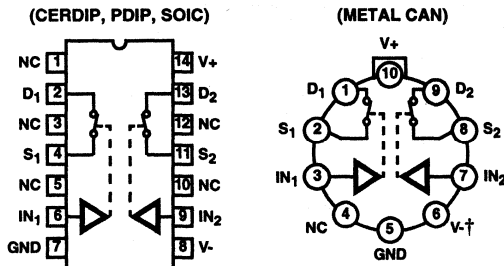 (CERDIP, PDIP, SOIC)
NC 1 14 V+
D1 2 13 D2
NC 3 12 NC
S1 4 11 S2
NC 5 10 NC
IN1 6 9 IN2
GND 7 8 V-
(METAL CAN)
V+
10
D1 1 9 D2
S1 2 8 S2
IN1 3 7 IN2
NC 4 6 V-†
5
GND